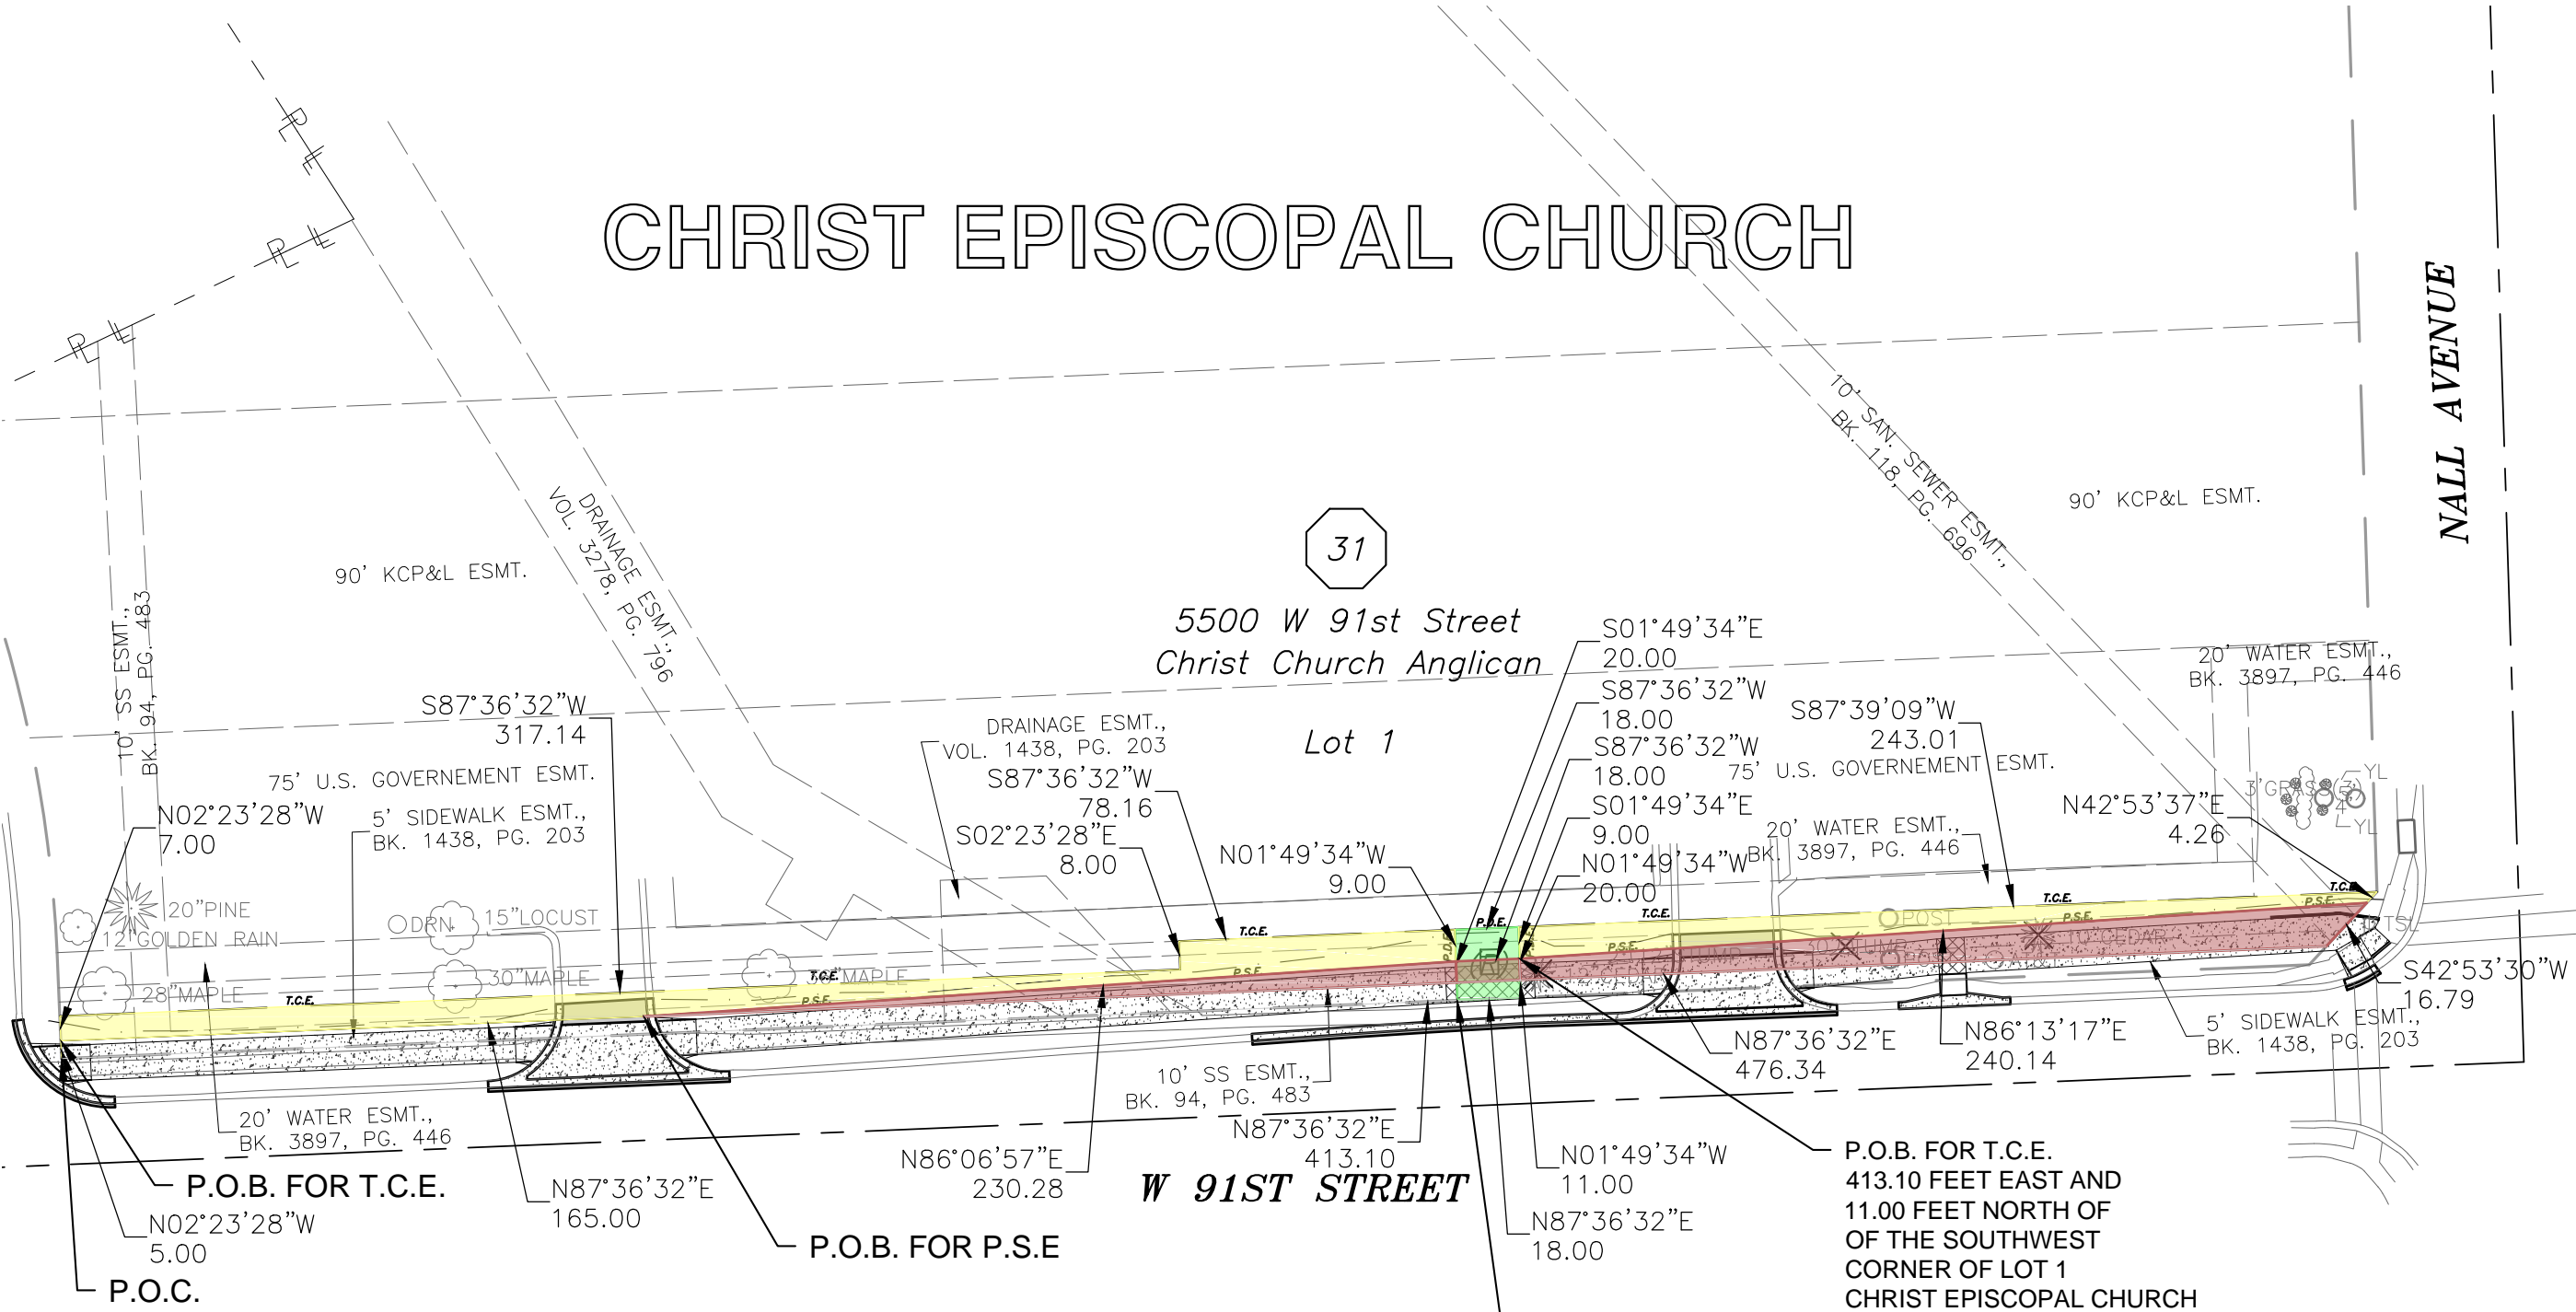 PL
PL
CHRIST EPISCOPAL CHURCH
PL
PL
PL
PL
NALL AVENUE
10' SAN. SEWER ESMT.,
BK. 118, PG. 696
90' KCP&L ESMT.
90' KCP&L ESMT.
DRAINAGE ESMT.,
VOL. 3278, PG. 796
10' SS ESMT.,
BK. 94, PG. 483
31
5500 W 91st Street
Christ Church Anglican
Lot 1
S01°49'34"E
20.00
S87°36'32"W
18.00
S87°36'32"W
18.00
S01°49'34"E
9.00
N01°49'34"W
20.00
20' WATER ESMT.,
BK. 3897, PG. 446
S87°39'09"W
243.01
75' U.S. GOVERNEMENT ESMT.
S87°36'32"W
317.14
DRAINAGE ESMT.,
VOL. 1438, PG. 203
S87°36'32"W
78.16
S02°23'28"E
8.00
N01°49'34"W
9.00
75' U.S. GOVERNEMENT ESMT.
5' SIDEWALK ESMT.,
BK. 1438, PG. 203
N02°23'28"W
7.00
20' WATER ESMT.,
BK. 3897, PG. 446
YL
YL
N42°53'37"E
4.26
20"PINE
12"GOLDEN RAIN
28"MAPLE
DRN
15"LOCUST
30"MAPLE
MAPLE
T.C.E.
T.C.E.
P.S.E.
P.S.E.
T.C.E.
P.D.E.
P.D.E.
T.C.E.
P.S.E.
T.C.E.
P.S.E.
T.C.E.
P.S.E.
POST
TSL
S42°53'30"W
16.79
5' SIDEWALK ESMT.,
BK. 1438, PG. 203
N86°13'17"E
240.14
N87°36'32"E
476.34
10' SS ESMT.,
BK. 94, PG. 483
N87°36'32"E
413.10
N01°49'34"W
11.00
N87°36'32"E
18.00
N86°06'57"E
230.28
W 91ST STREET
20' WATER ESMT.,
BK. 3897, PG. 446
P.O.B. FOR T.C.E.
N02°23'28"W
5.00
P.O.C.
N87°36'32"E
165.00
P.O.B. FOR P.S.E
P.O.B. FOR T.C.E.
413.10 FEET EAST AND
11.00 FEET NORTH OF
OF THE SOUTHWEST
CORNER OF LOT 1
CHRIST EPISCOPAL CHURCH